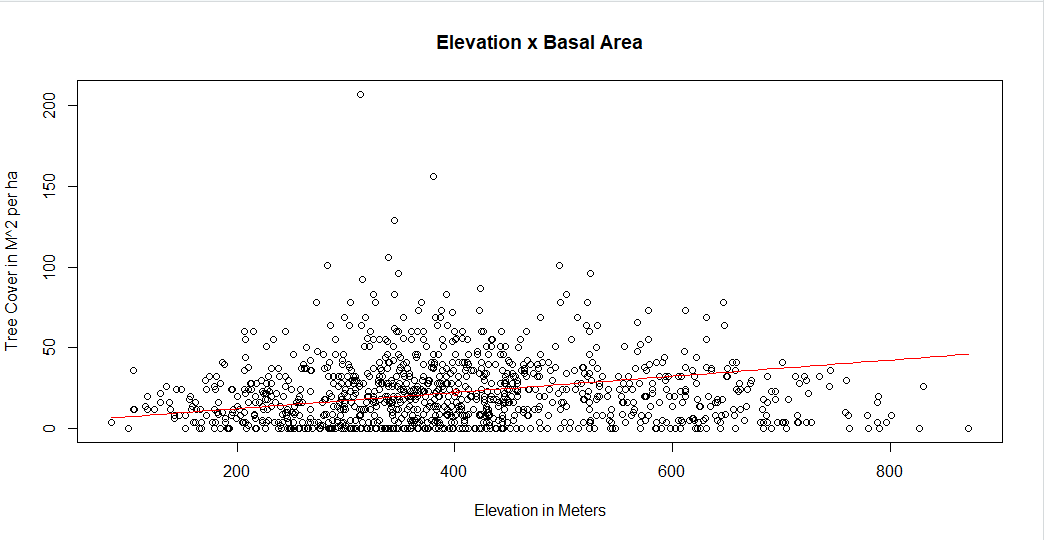 Elevation x Basal Area
Tree Cover in M^2 per ha
200
150
100
50
0
200 400 600 800
Elevation in Meters